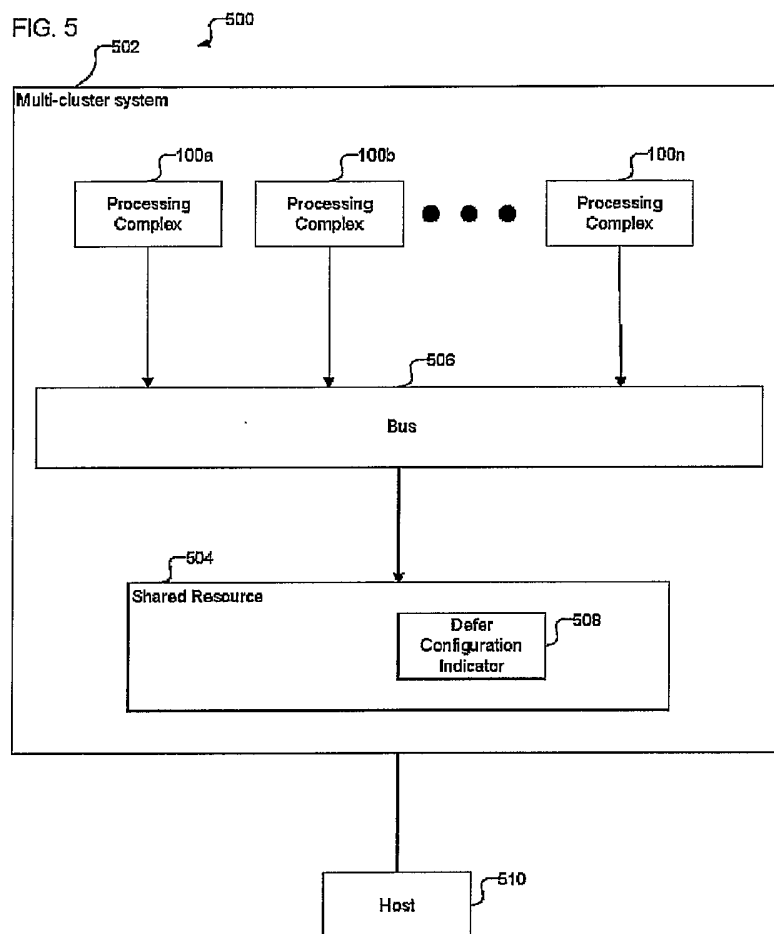 FIG. 5
500
502
Multi-cluster system
100a
100b
100n
Processing
Complex
Processing
Complex
Processing
Complex
506
Bus
504
Shared Resource
508
Defer
Configuration
Indicator
510
Host